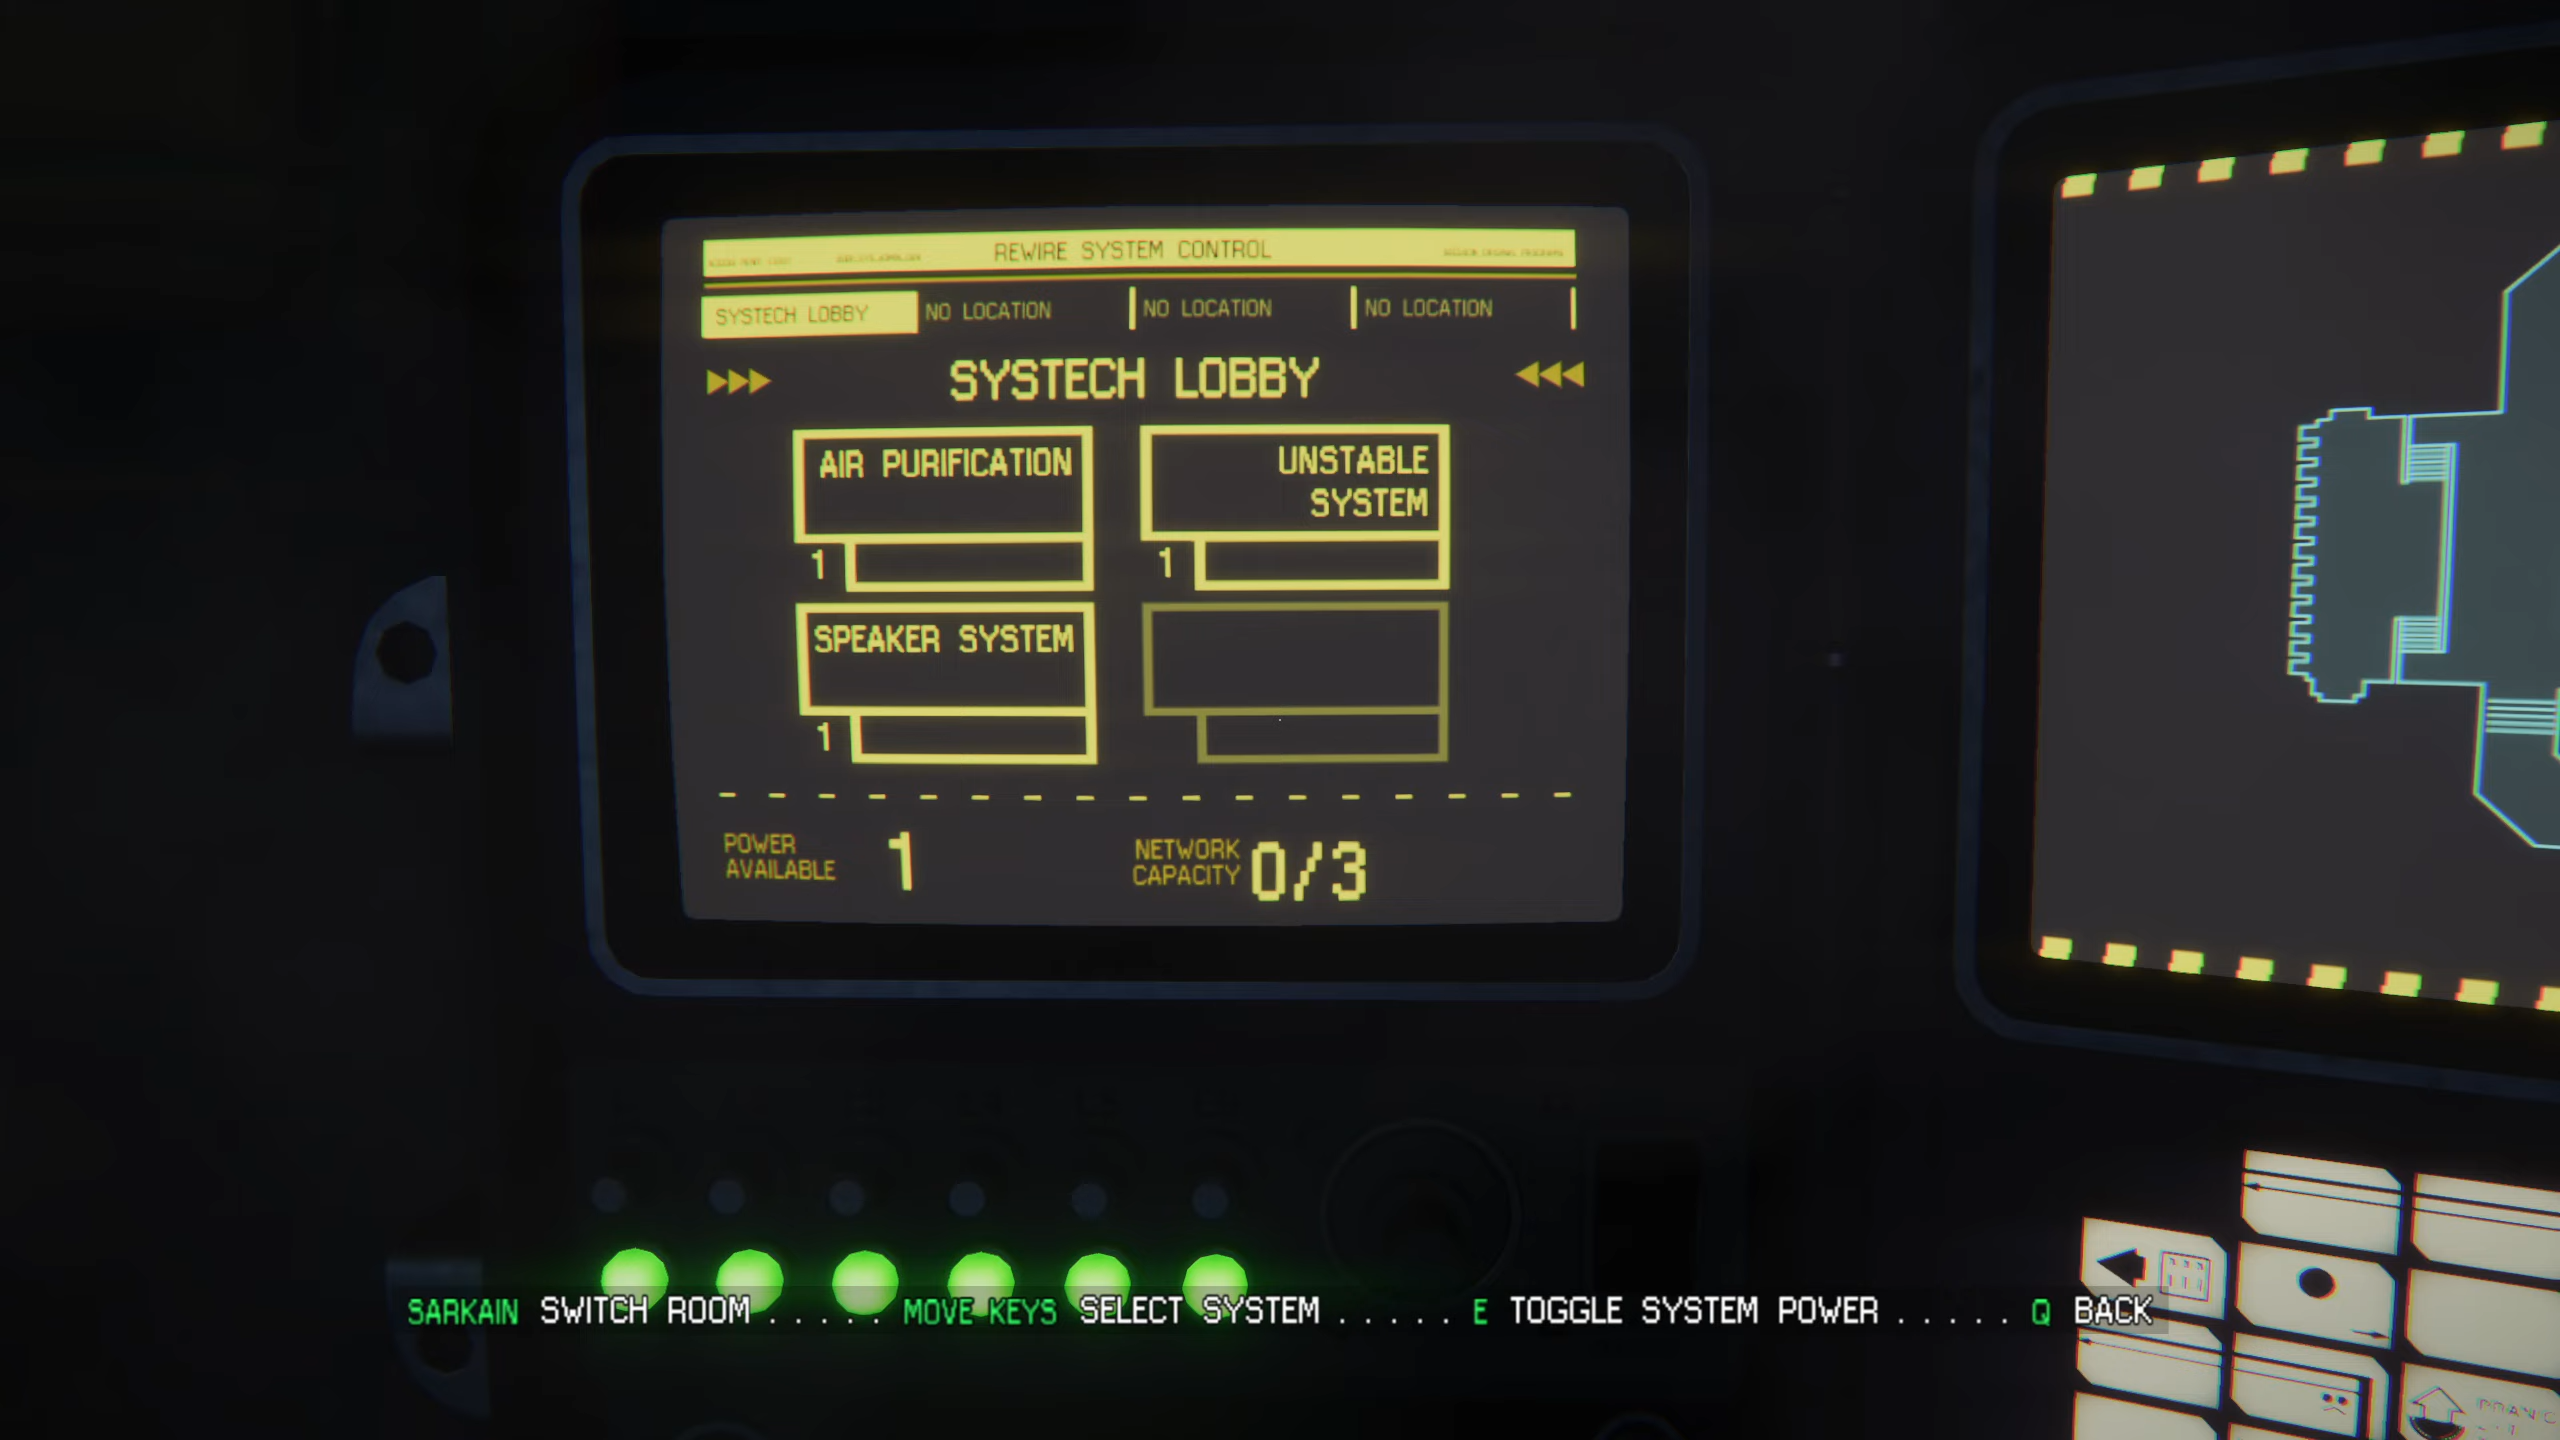 REWIRE SYSTEM CONTROL
SYSTECH LOBBY NO LOCATION NO LOCATION NO LOCATION
SYSTECH LOBBY
AIR PURIFICATION
1
UNSTABLE
SYSTEM
1
SPEAKER SYSTEM
1
POWER
AVAILABLE
1
NETWORK
CAPACITY
0/3
SARKAIN SWITCH ROOM ..... MOVE KEYS SELECT SYSTEM ..... E TOGGLE SYSTEM POWER ..... Q BACK